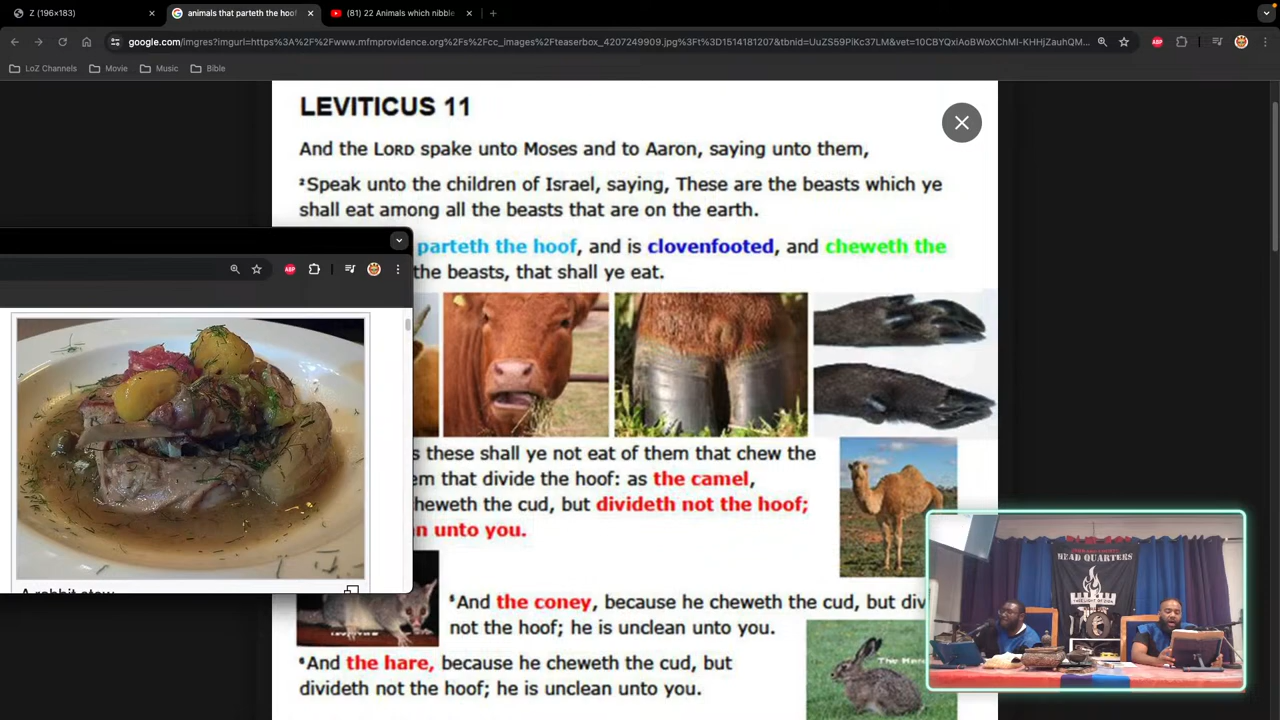 Z (196×183)
animals that parteth the hoof
(81) 22 Animals which nibble
google.com/imgres?imgurl=https%3A%2F%2Fwww.mfmprovidence.org%2Fs%2Fcc_images%2Fteaserbox_4207249909.jpg%3Ft%3D1514181207&tbnid=UuZS59PiKc37LM&vet=10CBYQxiAoBWoXChMI-KHHjZauhQM...
LoZ Channels
Movie
Music
Bible
LEVITICUS 11
And the LORD spake unto Moses and to Aaron, saying unto them,
²Speak unto the children of Israel, saying, These are the beasts which ye
shall eat among all the beasts that are on the earth.
parteth the hoof, and is clovenfooted, and cheweth the
the beasts, that shall ye eat.
ABP
s these shall ye not eat of them that chew the
em that divide the hoof: as the camel,
heweth the cud, but divideth not the hoof;
n unto you.
A rabbit stew
And the coney, because he cheweth the cud, but div
not the hoof; he is unclean unto you.
And the hare, because he cheweth the cud, but
divideth not the hoof; he is unclean unto you.
HEAD QUARTERS